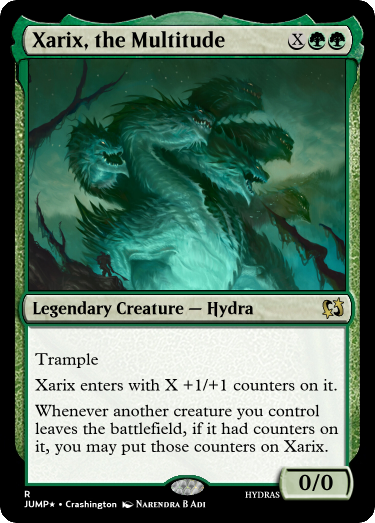 Xarix, the Multitude X
Legendary Creature — Hydra
Trample
Xarix enters with X +1/+1 counters on it.
Whenever another creature you control
leaves the battlefield, if it had counters on
it, you may put those counters on Xarix.
0/0
R
HYDRAS
JUMP★ • Crashington Narendra B Adi